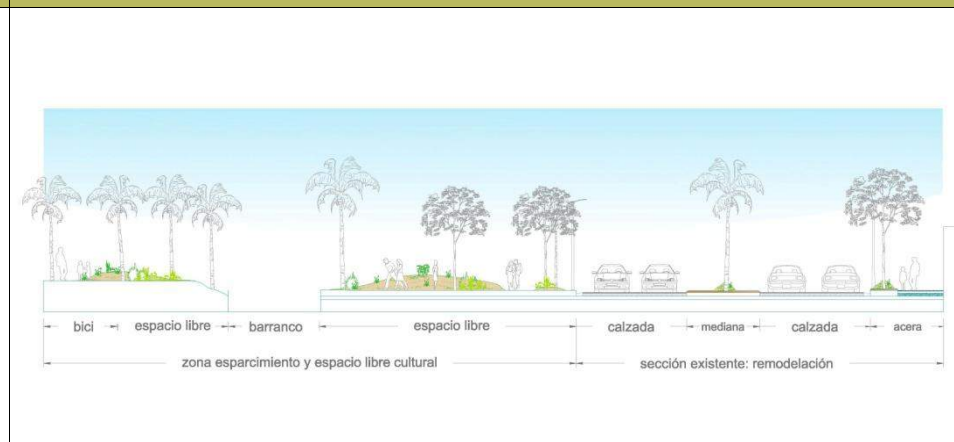 bici espacio libre barranco espacio libre calzada mediana calzada acera
zona esparcimiento y espacio libre cultural sección existente: remodelación